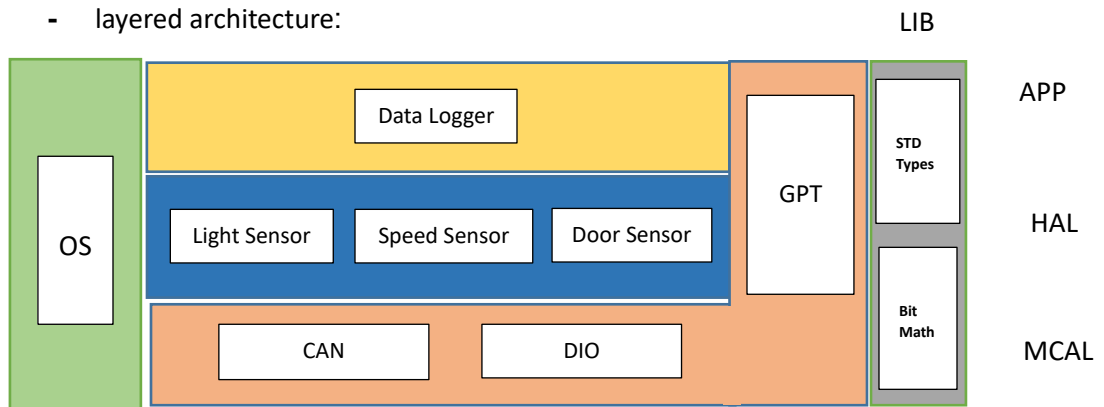 - layered architecture:
LIB
APP
Data Logger
STD
Types
GPT
OS
Light Sensor
Speed Sensor
Door Sensor
HAL
Bit
Math
CAN
DIO
MCAL